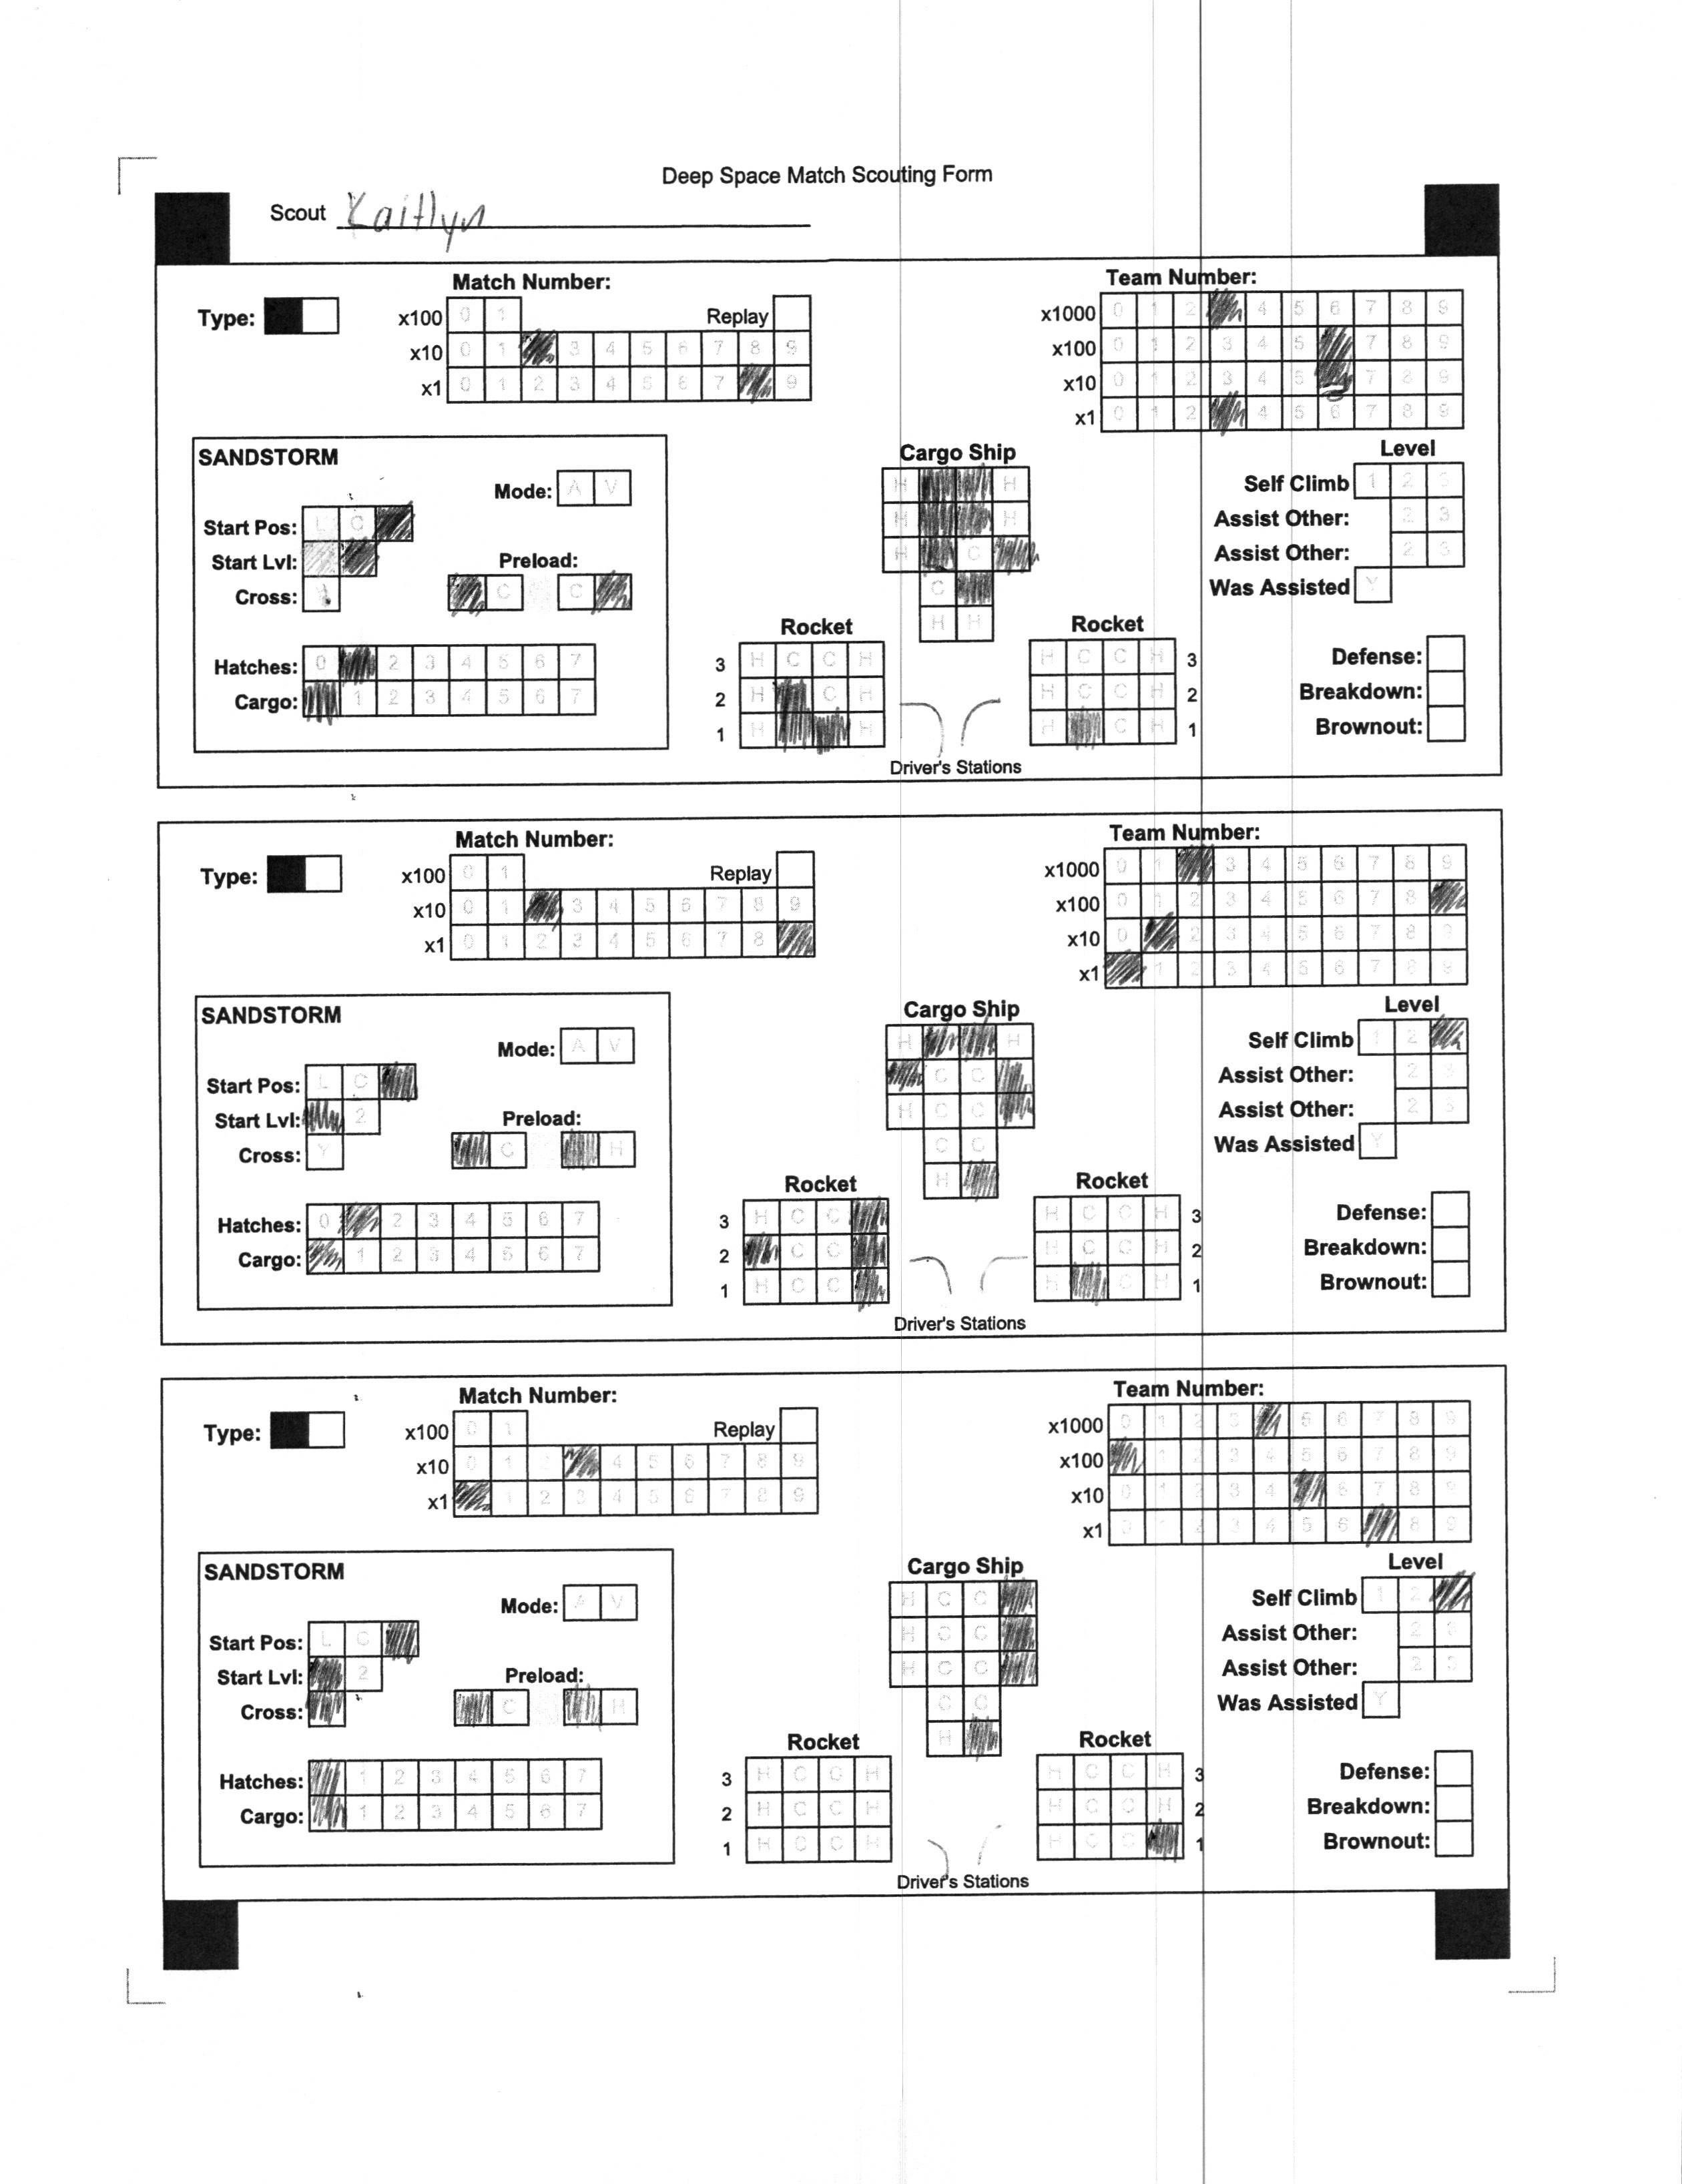 Deep Space Match Scouting Form
Scout Kaitlyn
Match Number: Team Number:
Type: x100 0 1 Replay x1000 0 1 2 4 5 6 7 8 9
x10 0 1 3 4 5 6 7 8 9 x100 0 1 2 3 4 5 7 8 9
x1 0 1 2 3 4 5 6 7 9 x10 0 1 2 3 4 5 7 8 9
x1 0 1 2 4 5 6 7 8 9
SANDSTORM Cargo Ship Level
Mode: A V H H Self Climb 1 2 3
Start Pos: L C H H Assist Other: 2 3
Start Lvl: Preload: H C Assist Other: 2 3
Cross: C C C Was Assisted Y
H H
Rocket Rocket
Hatches: 0 2 3 4 5 6 7 3 H C C H H C C H 3 Defense:
Cargo: 1 2 3 4 5 6 7 2 H C H H C C H 2 Breakdown:
1 H H H C H 1 Brownout:
Driver's Stations
Match Number: Team Number:
Type: x100 0 1 Replay x1000 0 1 3 4 5 6 7 8 9
x10 0 1 3 4 5 6 7 8 9 x100 0 1 2 3 4 5 6 7 8
x1 0 1 2 3 4 5 6 7 8 x10 0 2 3 4 5 6 7 8 9
x1 1 2 3 4 5 6 7 8 9
SANDSTORM Cargo Ship Level
Mode: A V H H Self Climb 1 2
Start Pos: L C C C Assist Other: 2 3
Start Lvl: 2 Preload: H C C Assist Other: 2 3
Cross: Y C H C C Was Assisted Y
H
Rocket Rocket
Hatches: 0 2 3 4 5 6 7 3 H C C H C C H 3 Defense:
Cargo: 1 2 3 4 5 6 7 2 C C H C C H 2 Breakdown:
1 H C C H C H 1 Brownout:
Driver's Stations
Match Number: Team Number:
Type: x100 0 1 Replay x1000 0 1 2 3 5 6 7 8 9
x10 0 1 2 4 5 6 7 8 9 x100 1 2 3 4 5 6 7 8 9
x1 1 2 3 4 5 6 7 8 9 x10 0 1 2 3 4 6 7 8 9
x1 0 1 2 3 4 5 6 8 9
SANDSTORM Cargo Ship Level
Mode: A V H C C Self Climb 1 2
Start Pos: L C H C C Assist Other: 2 3
Start Lvl: 2 Preload: H C C Assist Other: 2 3
Cross: C H C C Was Assisted Y
H
Rocket Rocket
Hatches: 1 2 3 4 5 6 7 3 H C C H H C C H 3 Defense:
Cargo: 1 2 3 4 5 6 7 2 H C C H H C C H 2 Breakdown:
1 H C C H H C C 1 Brownout:
Driver's Stations